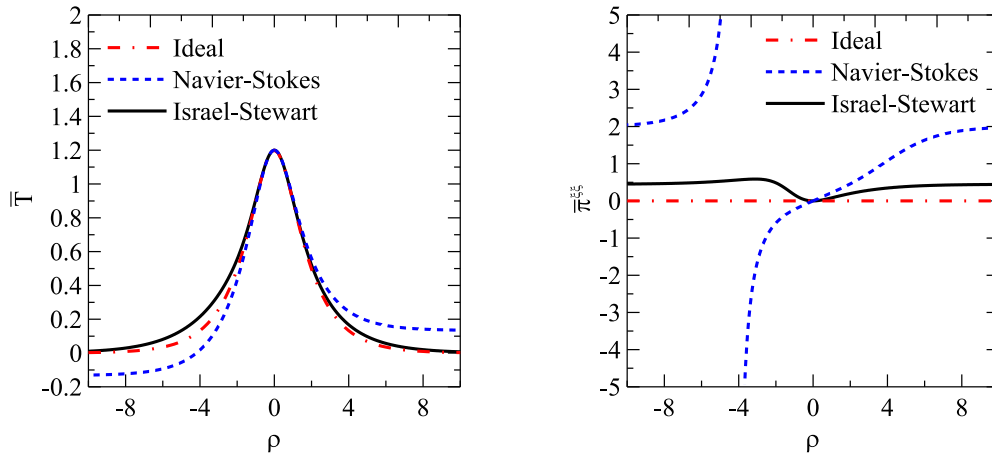 2
1.8
1.6
1.4
1.2
1
0.8
0.6
0.4
0.2
0
-0.2
T̅
Ideal
Navier-Stokes
Israel-Stewart
-8 -4 0 4 8
ρ
5
4
3
2
1
0
-1
-2
-3
-4
-5
π̅^ξξ
Ideal
Navier-Stokes
Israel-Stewart
-8 -4 0 4 8
ρ